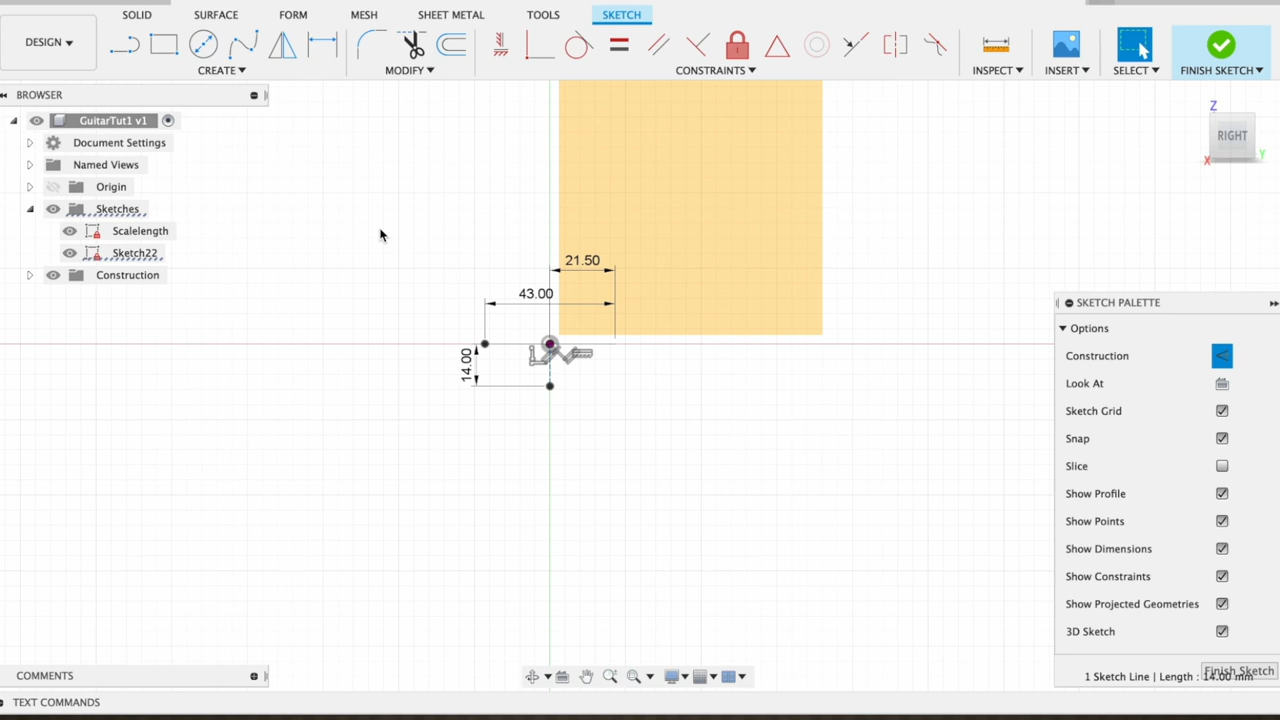 SOLID SURFACE FORM MESH SHEET METAL TOOLS SKETCH
DESIGN
CREATE MODIFY CONSTRAINTS INSPECT INSERT SELECT FINISH SKETCH
BROWSER
GuitarTut1 v1
Document Settings
Named Views
Origin
Sketches
Scalelength
Sketch22
Construction
Z
RIGHT
X
Y
21.50
43.00
14.00
SKETCH PALETTE
Options
Construction
Look At
Sketch Grid
Snap
Slice
Show Profile
Show Points
Show Dimensions
Show Constraints
Show Projected Geometries
3D Sketch
Finish Sketch
1 Sketch Line | Length : 14.00 mm
COMMENTS
TEXT COMMANDS